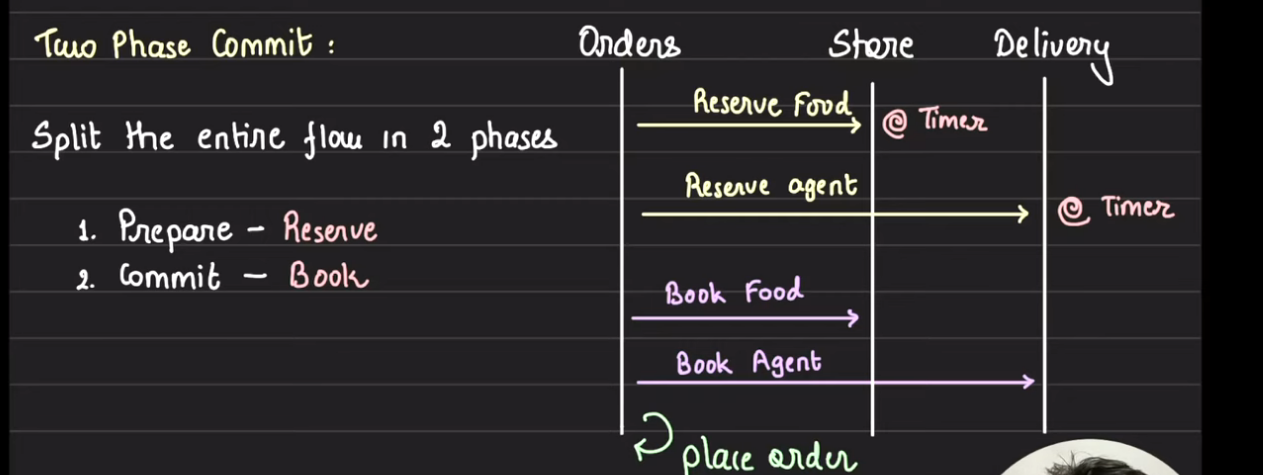 Two Phase Commit :
Orders
Store
Delivery
Reserve Food
@ Timer
Split the entire flow in 2 phases
Reserve agent
@ Timer
1. Prepare - Reserve
2. Commit - Book
Book Food
Book Agent
place order